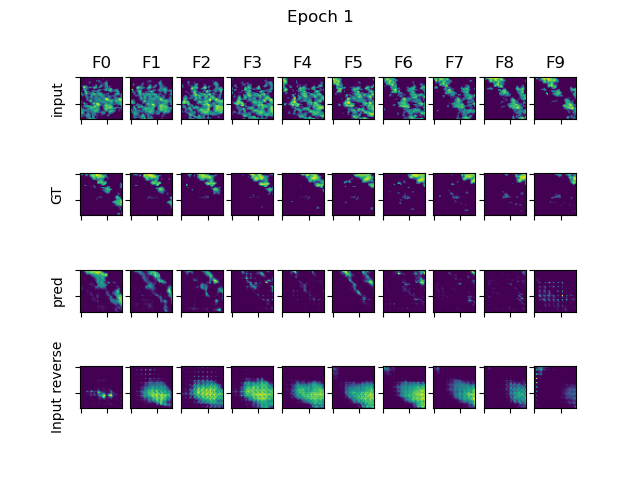 Epoch 1
F0 F1 F2 F3 F4 F5 F6 F7 F8 F9
input
GT
pred
Input reverse